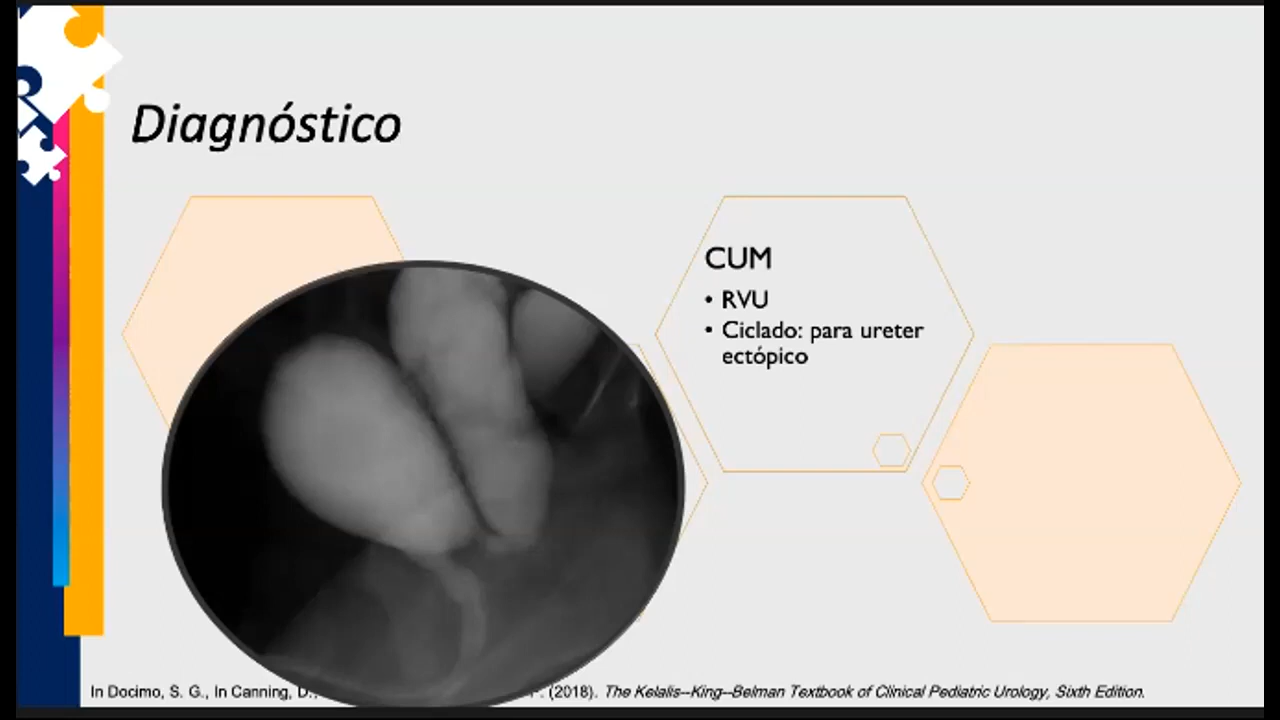 Diagnóstico
CUM
• RVU
• Ciclado: para ureter
ectópico
In Docimo, S. G., In Canning, D., (2018). The Kelalis--King--Belman Textbook of Clinical Pediatric Urology, Sixth Edition.